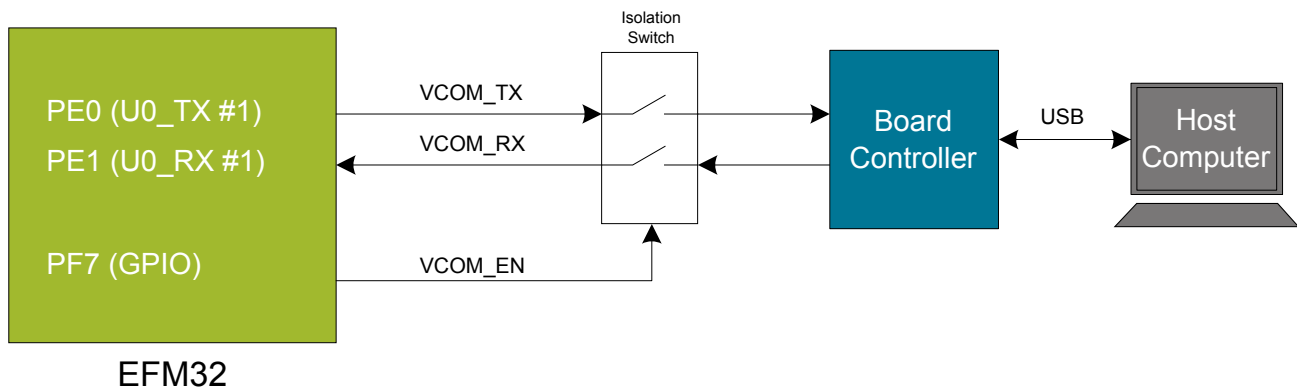 Isolation
Switch
PE0 (U0_TX #1)
VCOM_TX
PE1 (U0_RX #1)
VCOM_RX
Board
Controller
USB
Host
Computer
PF7 (GPIO)
VCOM_EN
EFM32